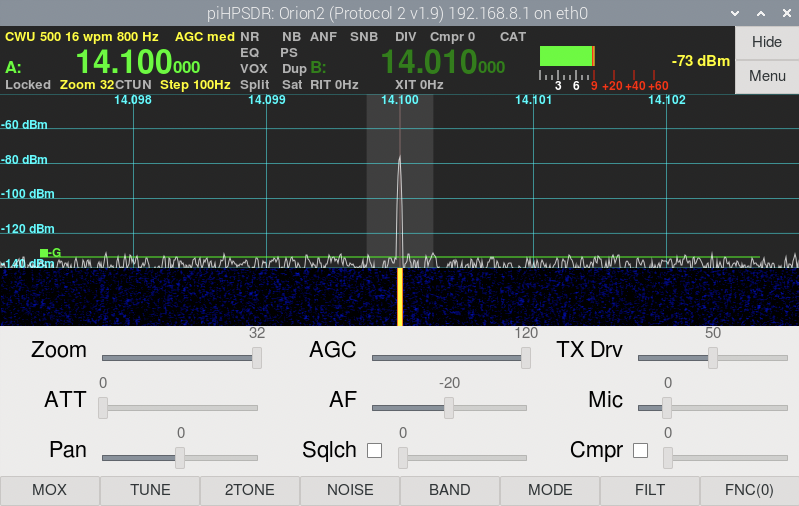 piHPSDR: Orion2 (Protocol 2 v1.9) 192.168.8.1 on eth0
CWU 500 16 wpm 800 Hz AGC med NR NB ANF SNB DIV Cmpr 0 CAT
Hide
EQ PS
A: 14.100000 VOX Dup B: 14.010000 -73 dBm
Menu
Locked Zoom 32 CTUN Step 100Hz Split Sat RIT 0Hz XIT 0Hz 3 6 9 +20 +40 +60
14.098 14.099 14.100 14.101 14.102
-60 dBm
-80 dBm
-100 dBm
-120 dBm
-G
-140 dBm
32 120 50
Zoom AGC TX Drv
0 -20 0
ATT AF Mic
0 0 0
Pan Sqlch Cmpr
MOX TUNE 2TONE NOISE BAND MODE FILT FNC(0)